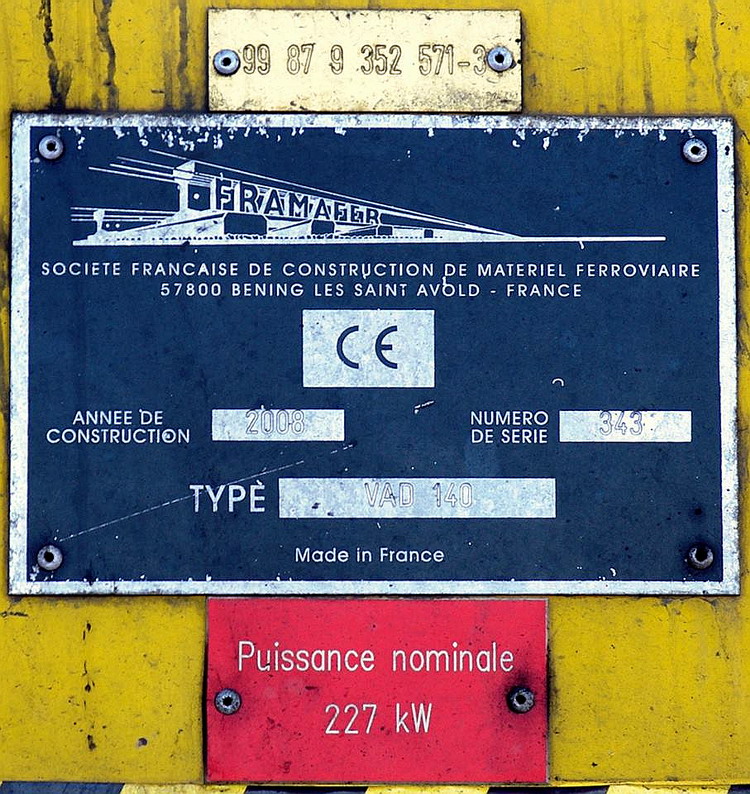 99 87 9 352 571-3
FRAMAFER
SOCIETE FRANCAISE DE CONSTRUCTION DE MATERIEL FERROVIAIRE
57800 BENING LES SAINT AVOLD - FRANCE
CE
ANNEE DE
CONSTRUCTION
2008
NUMERO
DE SERIE
343
TYPE
VAD 140
Made in France
Puissance nominale
227 kW